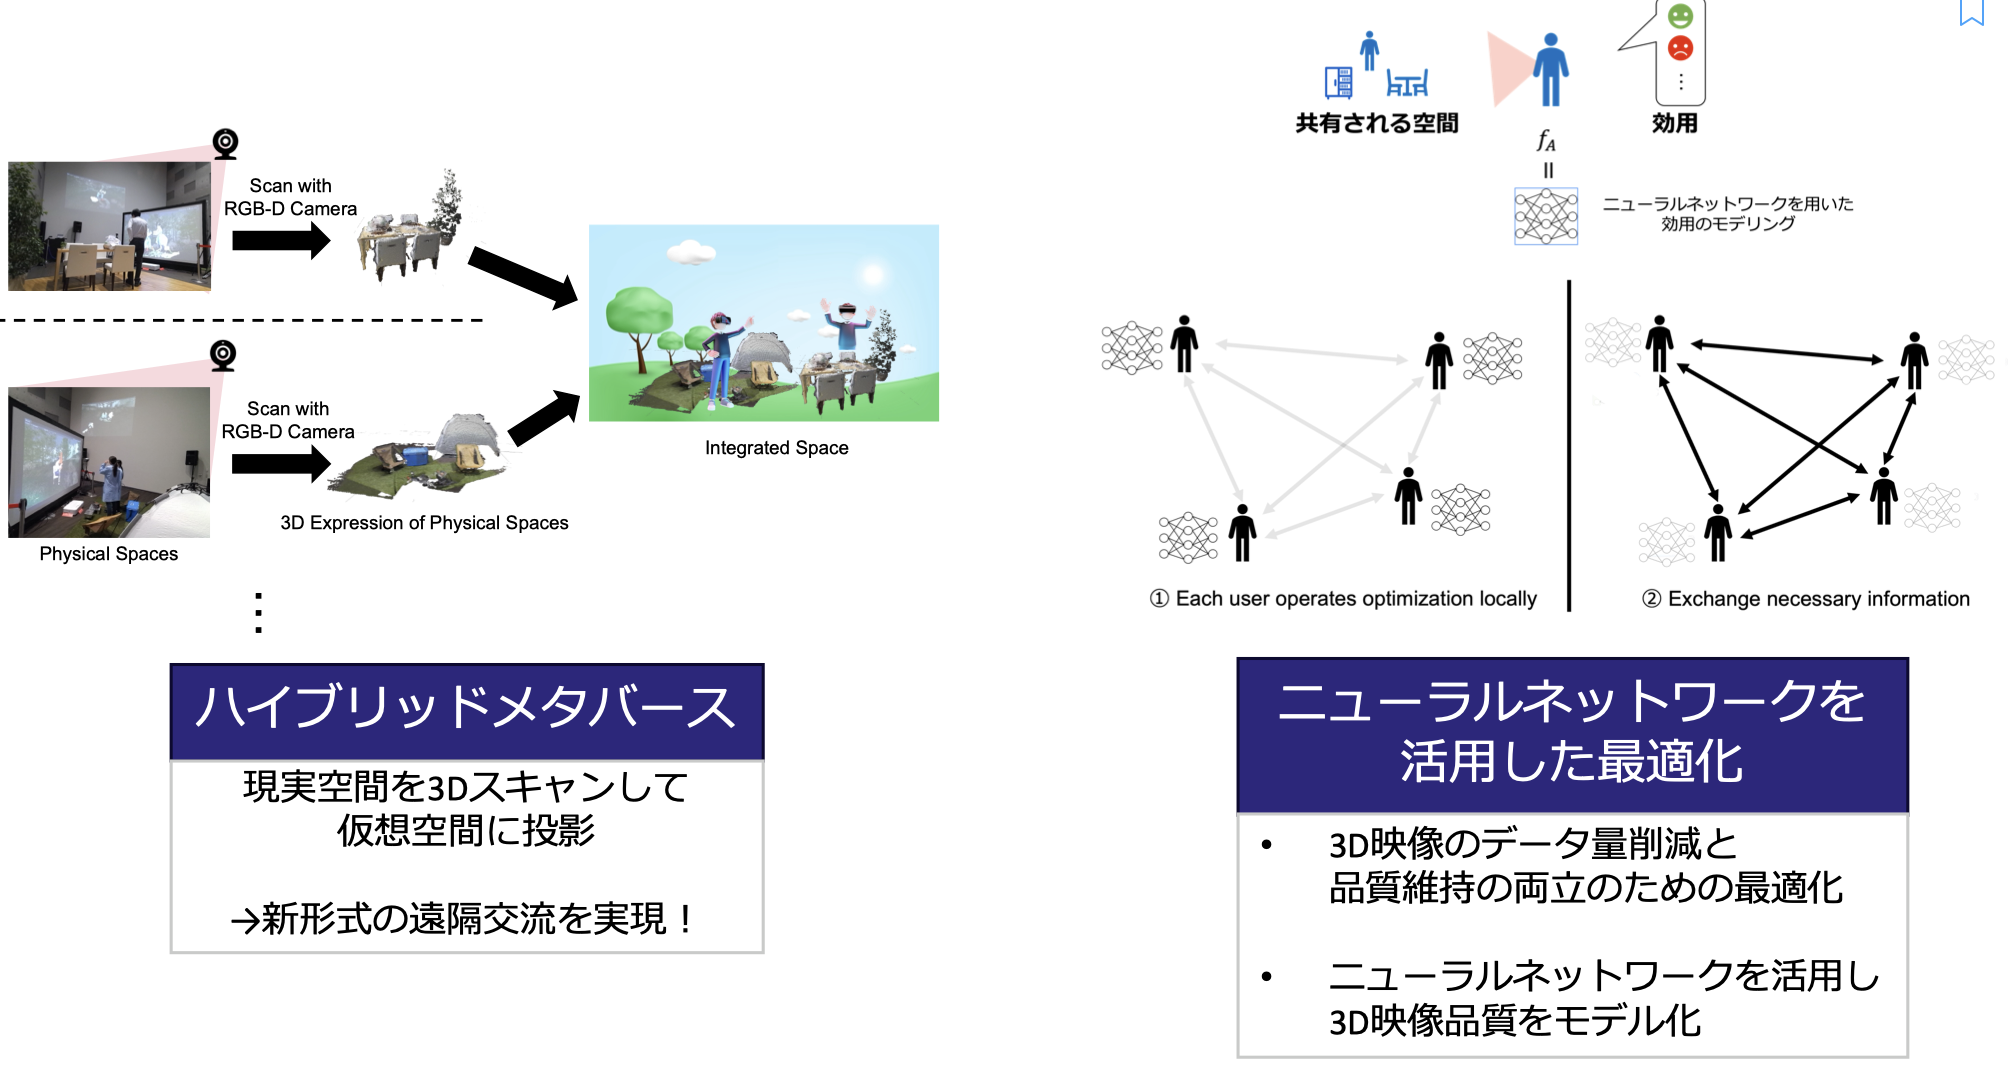 Scan with
RGB-D Camera
Scan with
RGB-D Camera
Integrated Space
3D Expression of Physical Spaces
Physical Spaces
⋮
ハイブリッドメタバース
現実空間を3Dスキャンして
仮想空間に投影
→新形式の遠隔交流を実現！
⋮
共有される空間
効用
f_A
=
ニューラルネットワークを用いた
効用のモデリング
① Each user operates optimization locally
② Exchange necessary information
ニューラルネットワークを
活用した最適化
• 3D映像のデータ量削減と
品質維持の両立のための最適化
• ニューラルネットワークを活用し
3D映像品質をモデル化